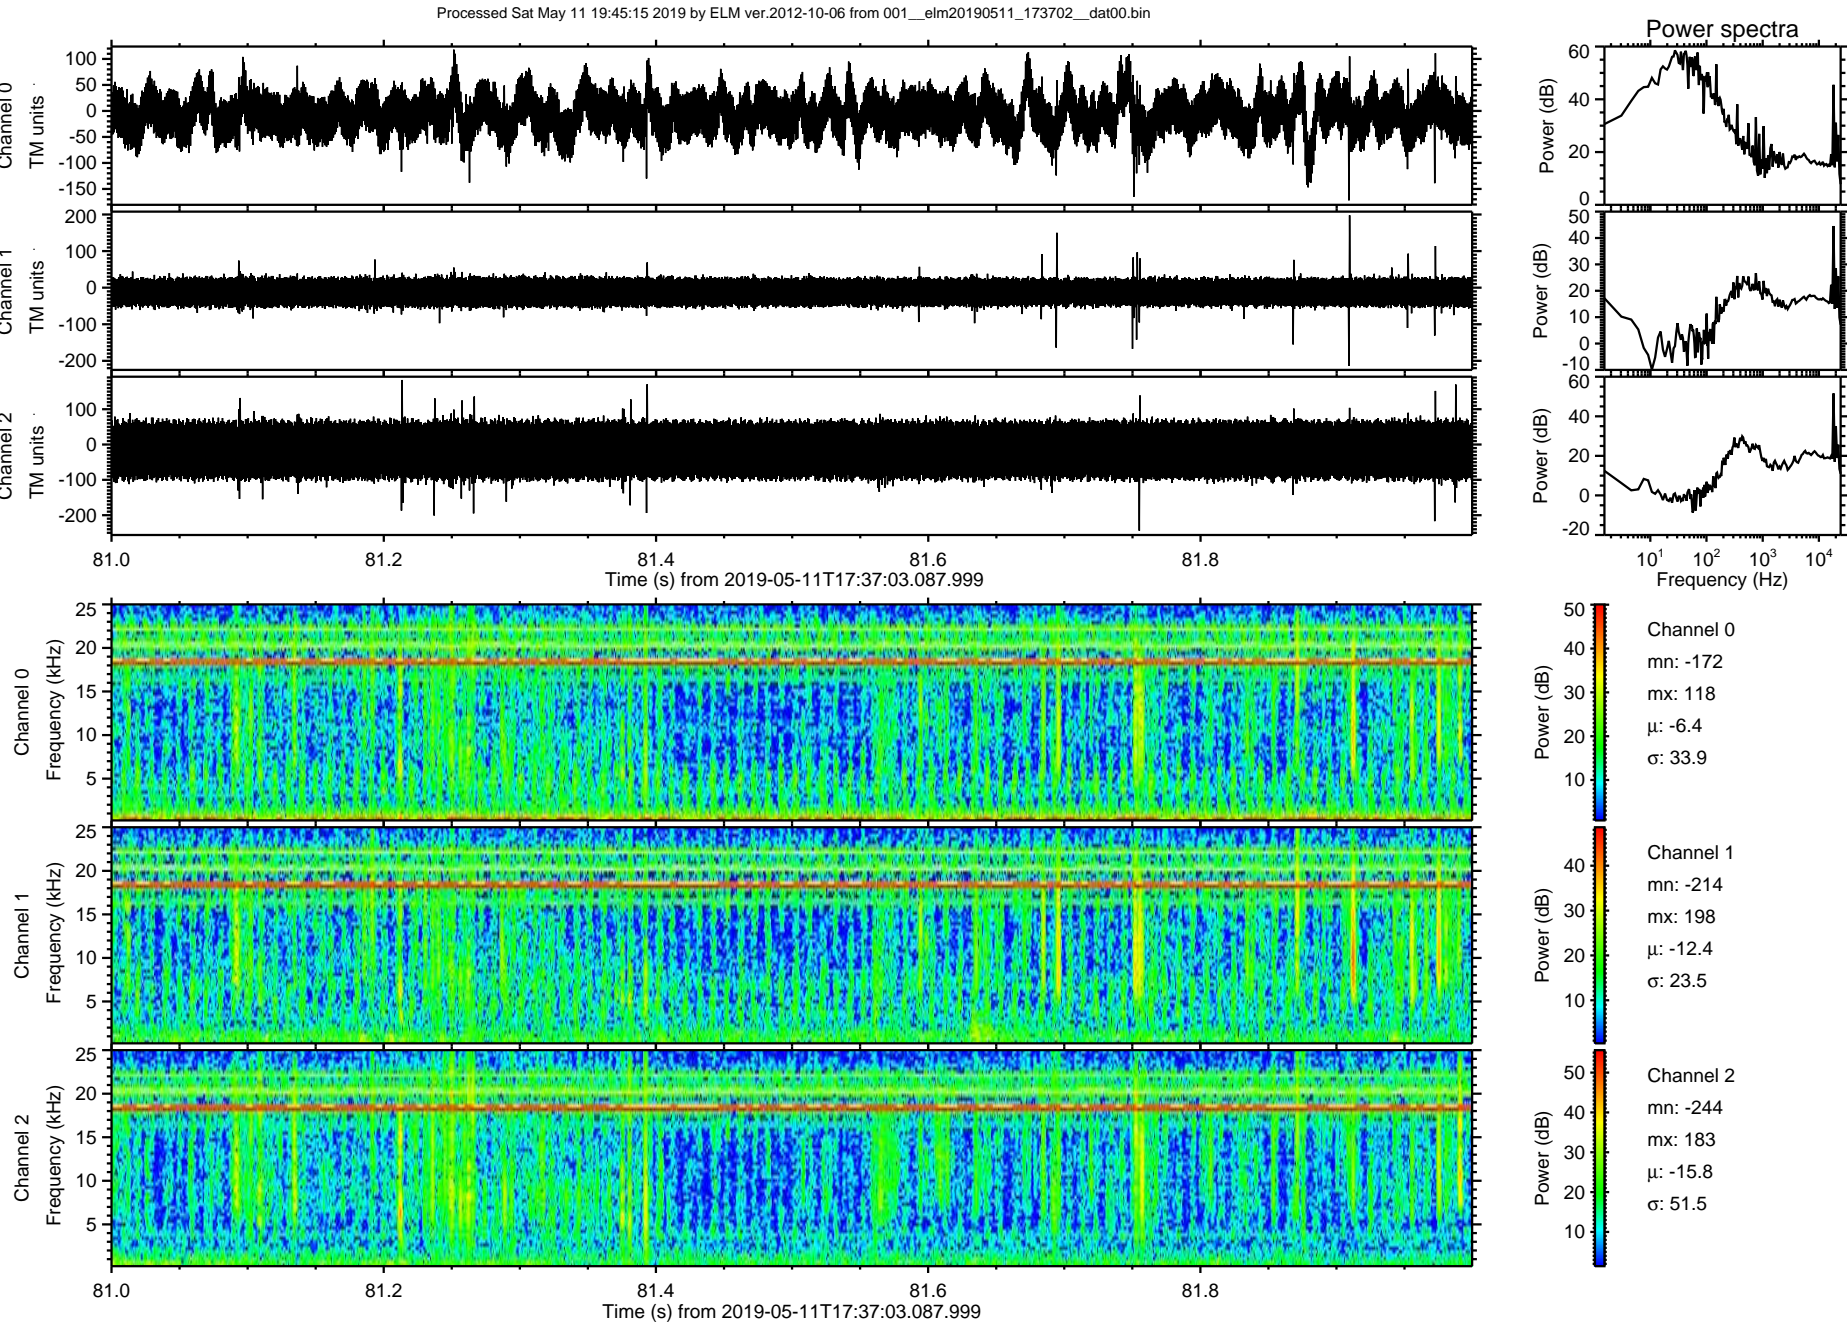 Processed Sat May 11 19:45:15 2019 by ELM ver.2012-10-06 from 001__elm20190511_173702__dat00.bin
Power spectra
Channel 0
TM units
100
50
0
-50
-100
-150
Power (dB)
60
40
20
0
Channel 1
TM units
200
100
0
-100
-200
Power (dB)
50
40
30
20
10
0
-10
Channel 2
TM units
100
0
-100
-200
Power (dB)
60
40
20
0
-20
81.0 81.2 81.4 81.6 81.8
Time (s) from 2019-05-11T17:37:03.087.999
10^1 10^2 10^3 10^4
Frequency (Hz)
Channel 0
Frequency (kHz)
25
20
15
10
5
Power (dB)
50
40
30
20
10
Channel 0
mn: -172
mx: 118
μ: -6.4
σ: 33.9
Channel 1
Frequency (kHz)
25
20
15
10
5
Power (dB)
40
30
20
10
Channel 1
mn: -214
mx: 198
μ: -12.4
σ: 23.5
Channel 2
Frequency (kHz)
25
20
15
10
5
Power (dB)
50
40
30
20
10
Channel 2
mn: -244
mx: 183
μ: -15.8
σ: 51.5
81.0 81.2 81.4 81.6 81.8
Time (s) from 2019-05-11T17:37:03.087.999